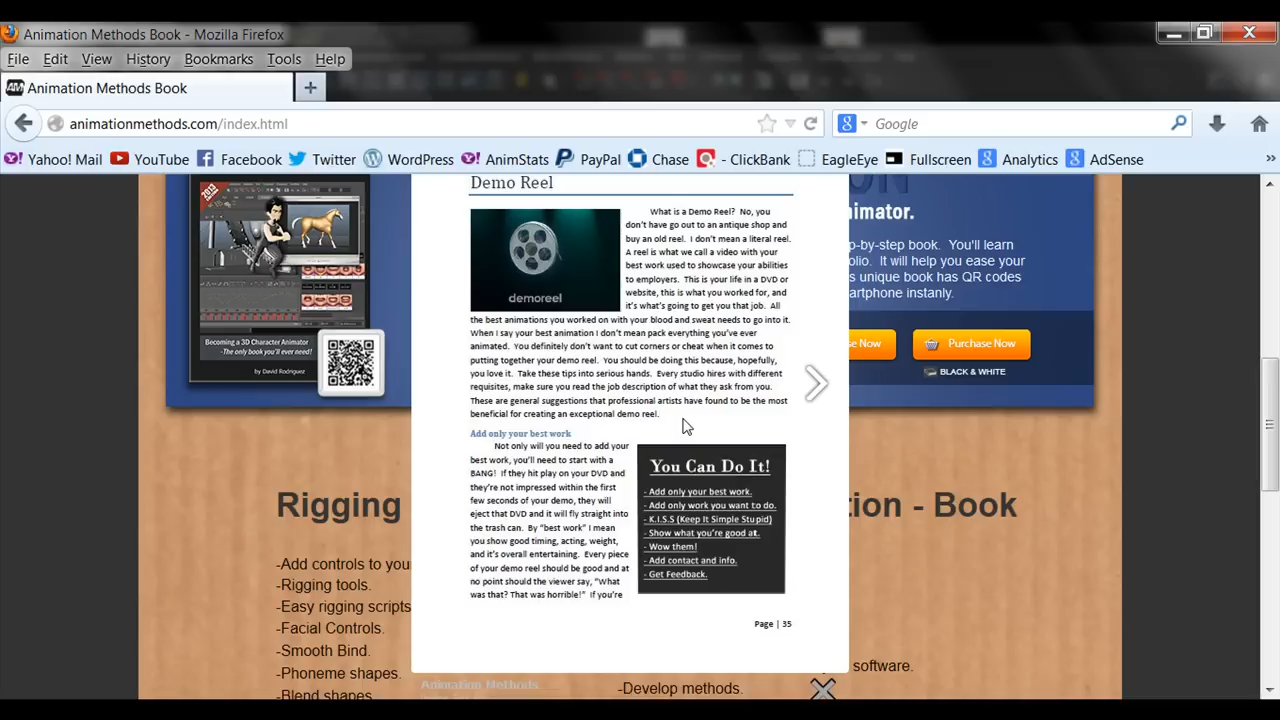 Animation Methods Book - Mozilla Firefox
File Edit View History Bookmarks Tools Help
AM Animation Methods Book +
animationmethods.com/index.html
Google
Yahoo! Mail YouTube Facebook Twitter WordPress AnimStats PayPal Chase - ClickBank EagleEye Fullscreen Analytics AdSense »
Demo Reel
What is a Demo Reel? No, you
don't have go out to an antique shop and
buy an old reel. I don't mean a literal reel.
A reel is what we call a video with your
best work used to showcase your abilities
to employers. This is your life in a DVD or
website, this is what you worked for, and
it's what's going to get you that job. All
demoreel
the best animations you worked on with your blood and sweat needs to go into it.
When I say your best animation I don't mean pack everything you've ever
animated. You definitely don't want to cut corners or cheat when it comes to
putting together your demo reel. You should be doing this because, hopefully,
you love it. Take these tips into serious hands. Every studio hires with different
requisites, make sure you read the job description of what they ask from you.
These are general suggestions that professional artists have found to be the most
beneficial for creating an exceptional demo reel.
Add only your best work
Not only will you need to add your
best work, you'll need to start with a
BANG! If they hit play on your DVD and
they're not impressed within the first
few seconds of your demo, they will
eject that DVD and it will fly straight into
the trash can. By "best work" I mean
you show good timing, acting, weight,
and it's overall entertaining. Every piece
of your demo reel should be good and at
no point should the viewer say, "What
was that? That was horrible!" If you're
You Can Do It!
- Add only your best work.
- Add only work you want to do.
- K.I.S.S (Keep It Simple Stupid)
- Show what you're good at.
- Wow them!
- Add contact and info.
- Get Feedback.
Page | 35
2013
Becoming a 3D Character Animator
-The only book you'll ever need!
by David Rodriguez
ON
nimator.
p-by-step book. You'll learn
folio. It will help you ease your
s unique book has QR codes
artphone instantly.
se Now
Purchase Now
BLACK & WHITE
Rigging
tion - Book
-Add controls to you
-Rigging tools.
-Easy rigging scripts
-Facial Controls.
-Smooth Bind.
-Phoneme shapes.
-Blend shapes
software.
Animation Methods
-Develop methods.